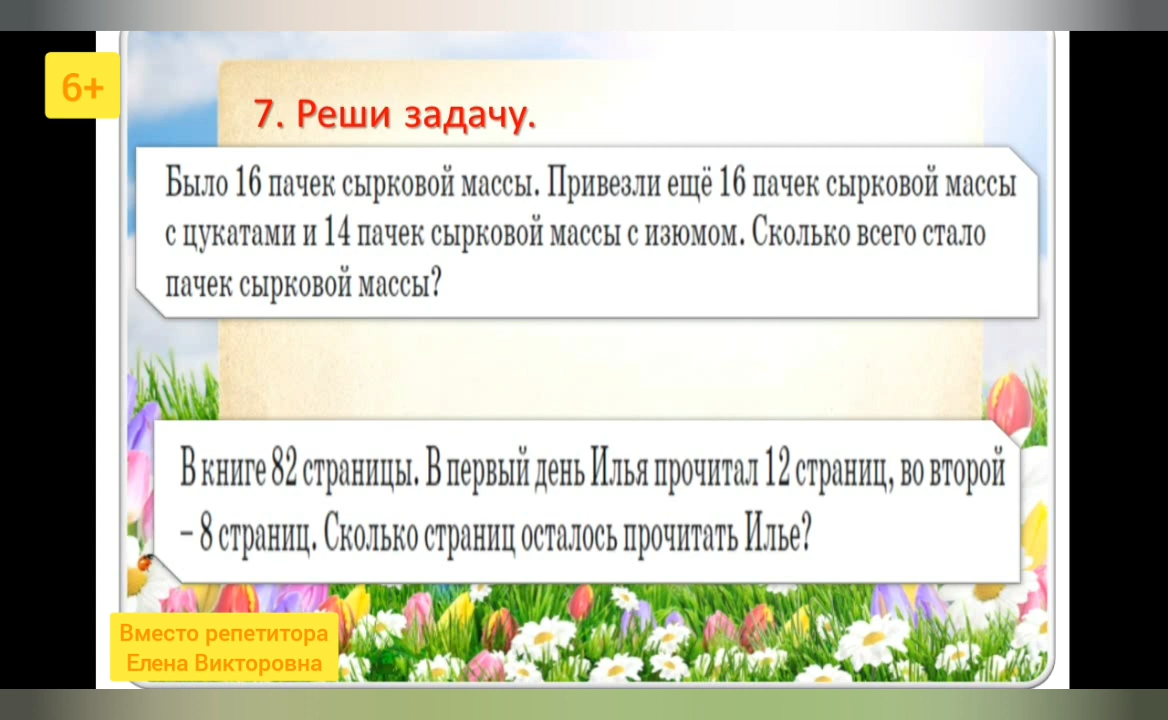 6+
7. Реши задачу.
Было 16 пачек сырковой массы. Привезли ещё 16 пачек сырковой массы
с цукатами и 14 пачек сырковой массы с изюмом. Сколько всего стало
пачек сырковой массы?
В книге 82 страницы. В первый день Илья прочитал 12 страниц, во второй
– 8 страниц. Сколько страниц осталось прочитать Илье?
Вместо репетитора
Елена Викторовна